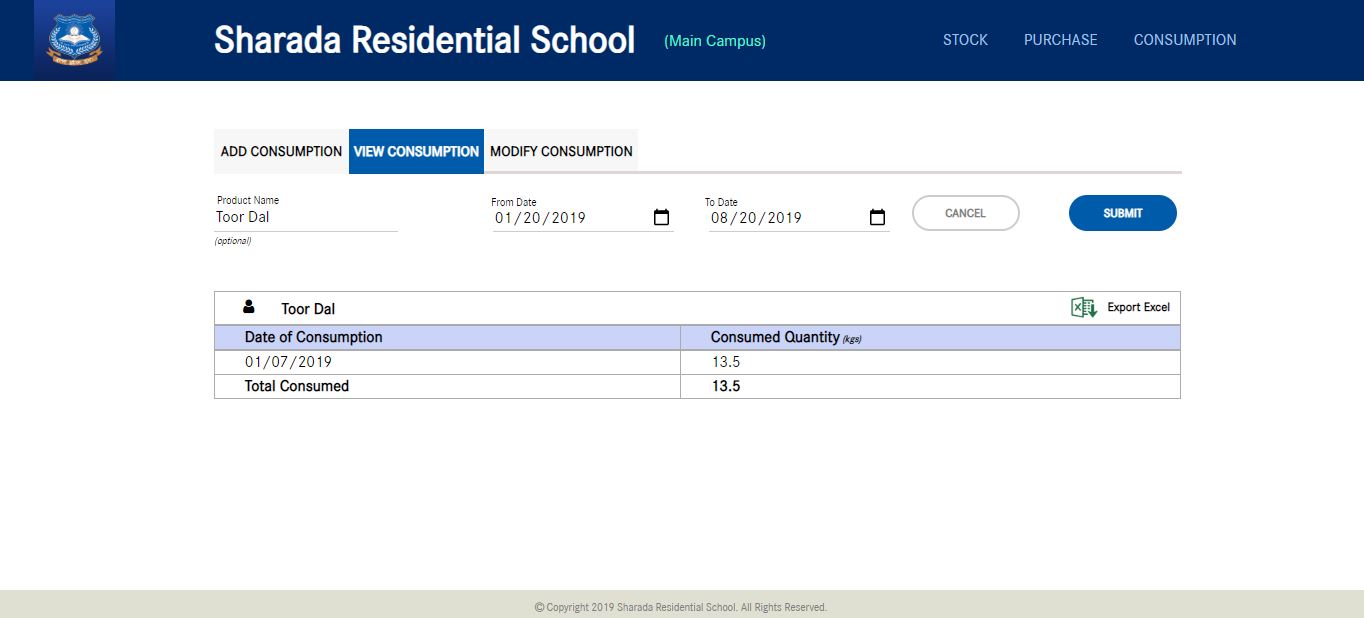 Sharada Residential School (Main Campus) STOCK PURCHASE CONSUMPTION
ADD CONSUMPTION VIEW CONSUMPTION MODIFY CONSUMPTION
Product Name From Date To Date
Toor Dal 01/20/2019 08/20/2019 CANCEL SUBMIT
(optional)
Toor Dal Export Excel
Date of Consumption Consumed Quantity (kgs)
01/07/2019 13.5
Total Consumed 13.5
© Copyright 2019 Sharada Residential School. All Rights Reserved.